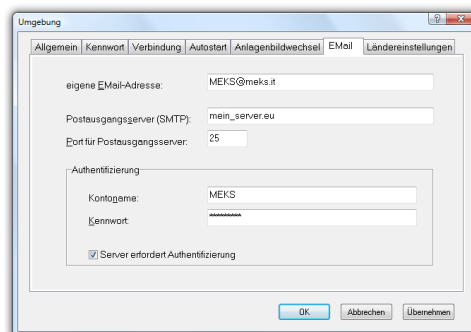 Umgebung
Allgemein Kennwort Verbindung Autostart Anlagenbildwechsel EMail Ländereinstellungen
eigene EMail-Adresse: MEKS@meks.it
Postausgangsserver (SMTP): mein_server.eu
Port für Postausgangsserver: 25
Authentifizierung
Kontoname: MEKS
Kennwort: *********
Server erfordert Authentifizierung
OK Abbrechen Übernehmen